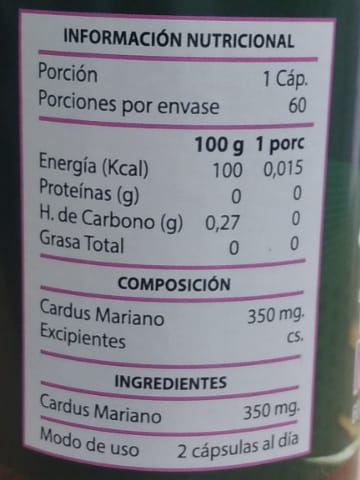 INFORMACIÓN NUTRICIONAL
Porción 1 Cáp.
Porciones por envase 60
100 g 1 porc
Energía (Kcal) 100 0,015
Proteínas (g) 0 0
H. de Carbono (g) 0,27 0
Grasa Total 0 0
COMPOSICIÓN
Cardus Mariano 350 mg.
Excipientes cs.
INGREDIENTES
Cardus Mariano 350 mg.
Modo de uso 2 cápsulas al día